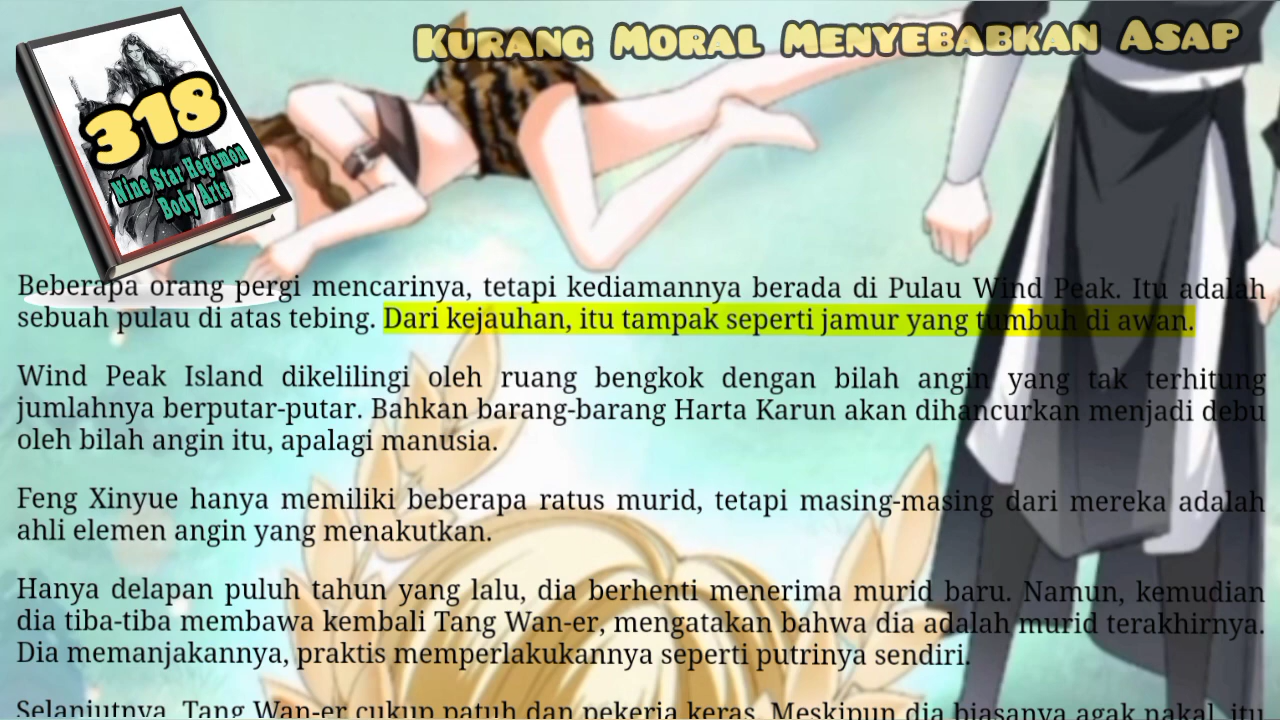 Kurang Moral Menyebabkan Asap
318
Nine Star Hegemon
Body Arts
Beberapa orang pergi mencarinya, tetapi kediamannya berada di Pulau Wind Peak. Itu adalah
sebuah pulau di atas tebing. Dari kejauhan, itu tampak seperti jamur yang tumbuh di awan.
Wind Peak Island dikelilingi oleh ruang bengkok dengan bilah angin yang tak terhitung
jumlahnya berputar-putar. Bahkan barang-barang Harta Karun akan dihancurkan menjadi debu
oleh bilah angin itu, apalagi manusia.
Feng Xinyue hanya memiliki beberapa ratus murid, tetapi masing-masing dari mereka adalah
ahli elemen angin yang menakutkan.
Hanya delapan puluh tahun yang lalu, dia berhenti menerima murid baru. Namun, kemudian
dia tiba-tiba membawa kembali Tang Wan-er, mengatakan bahwa dia adalah murid terakhirnya.
Dia memanjakannya, praktis memperlakukannya seperti putrinya sendiri.
Selanjutnya, Tang Wan-er cukup patuh dan pekerja keras. Meskipun dia biasanya agak nakal, itu